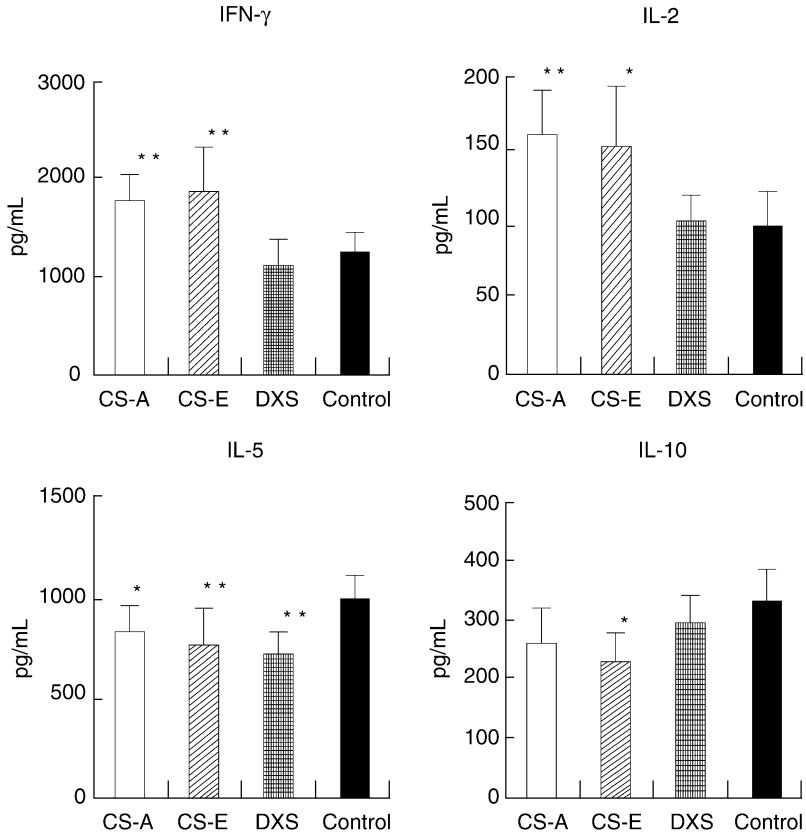 IFN-γ
pg/mL
3000
2000
1000
0
* *
* *
CS-A CS-E DXS Control
IL-2
pg/mL
200
150
100
50
0
* *
*
CS-A CS-E DXS Control
IL-5
pg/mL
1500
1000
500
0
*
* *
* *
CS-A CS-E DXS Control
IL-10
pg/mL
500
400
300
200
100
0
*
CS-A CS-E DXS Control